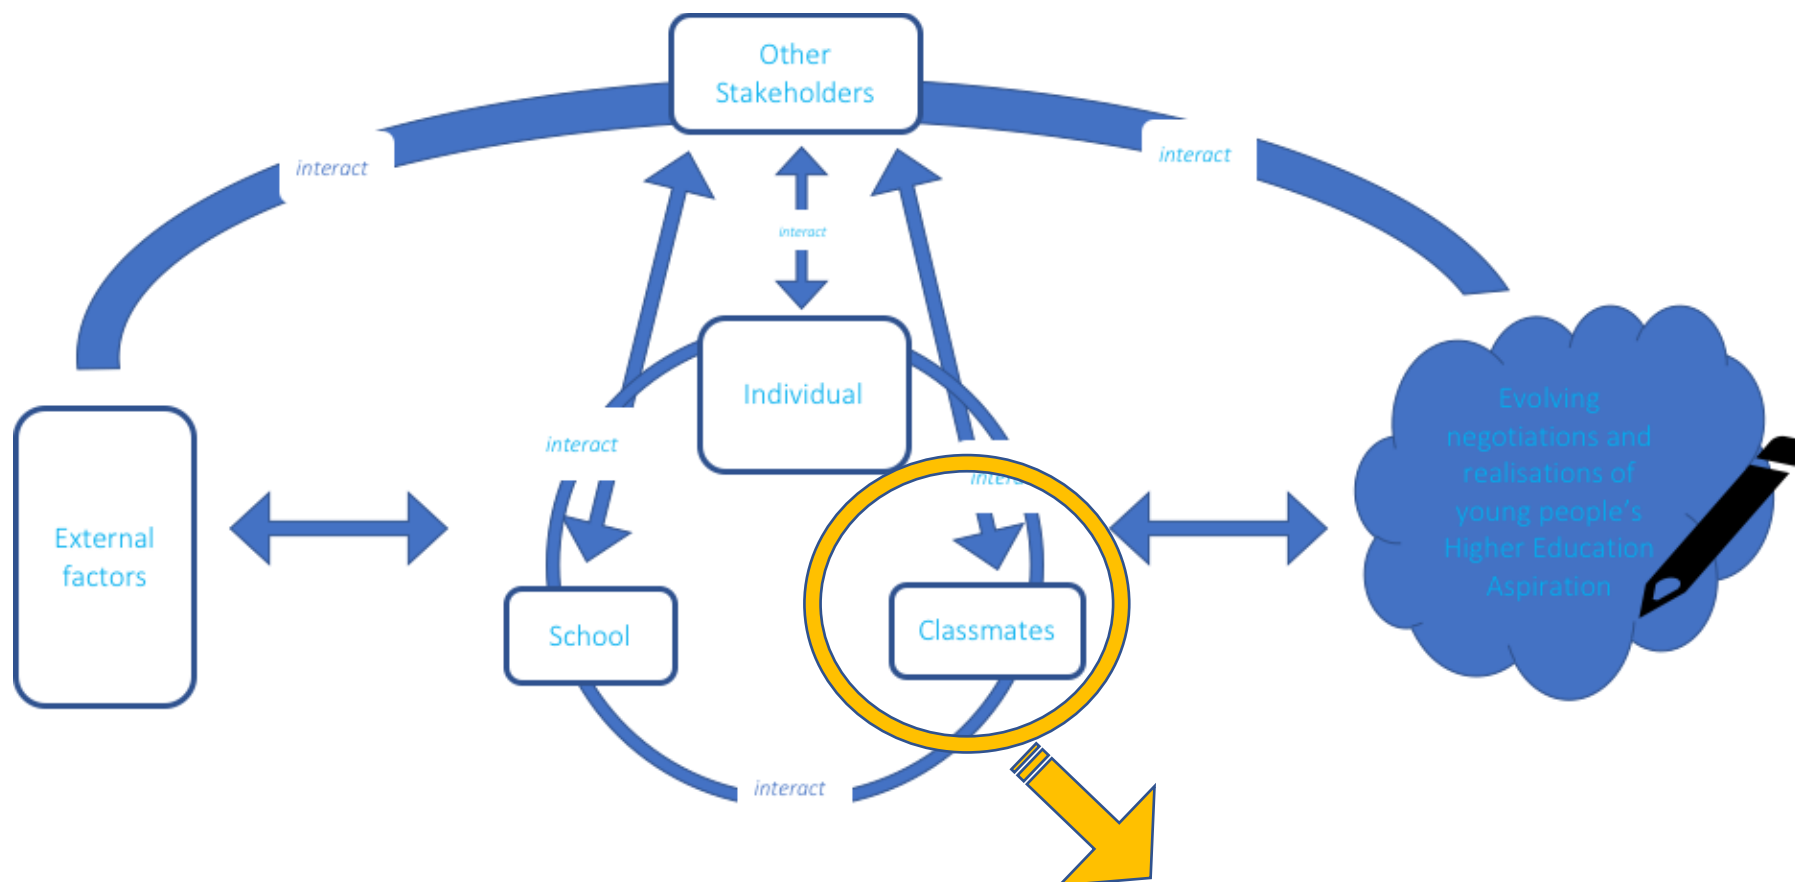 Other
Stakeholders
interact
interact
interact
Individual
interact
interact
External
factors
School
Classmates
interact
Evolving
negotiations and
realisations of
young people's
Higher Education
Aspiration